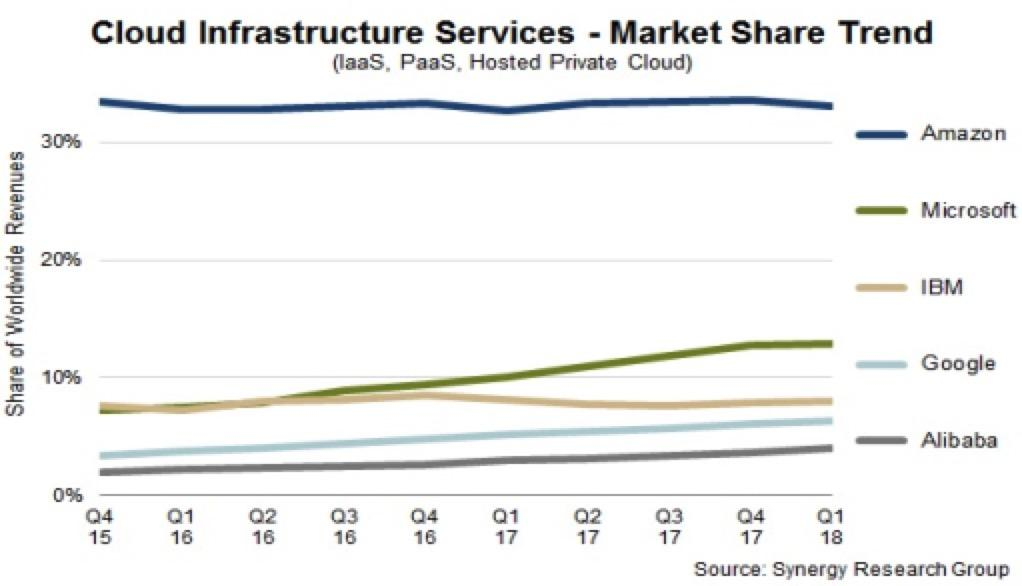 Cloud Infrastructure Services - Market Share Trend
(IaaS, PaaS, Hosted Private Cloud)
Share of Worldwide Revenues
30%
20%
10%
0%
Q4 Q1 Q2 Q3 Q4 Q1 Q2 Q3 Q4 Q1
15 16 16 16 16 17 17 17 17 18
Amazon
Microsoft
IBM
Google
Alibaba
Source: Synergy Research Group